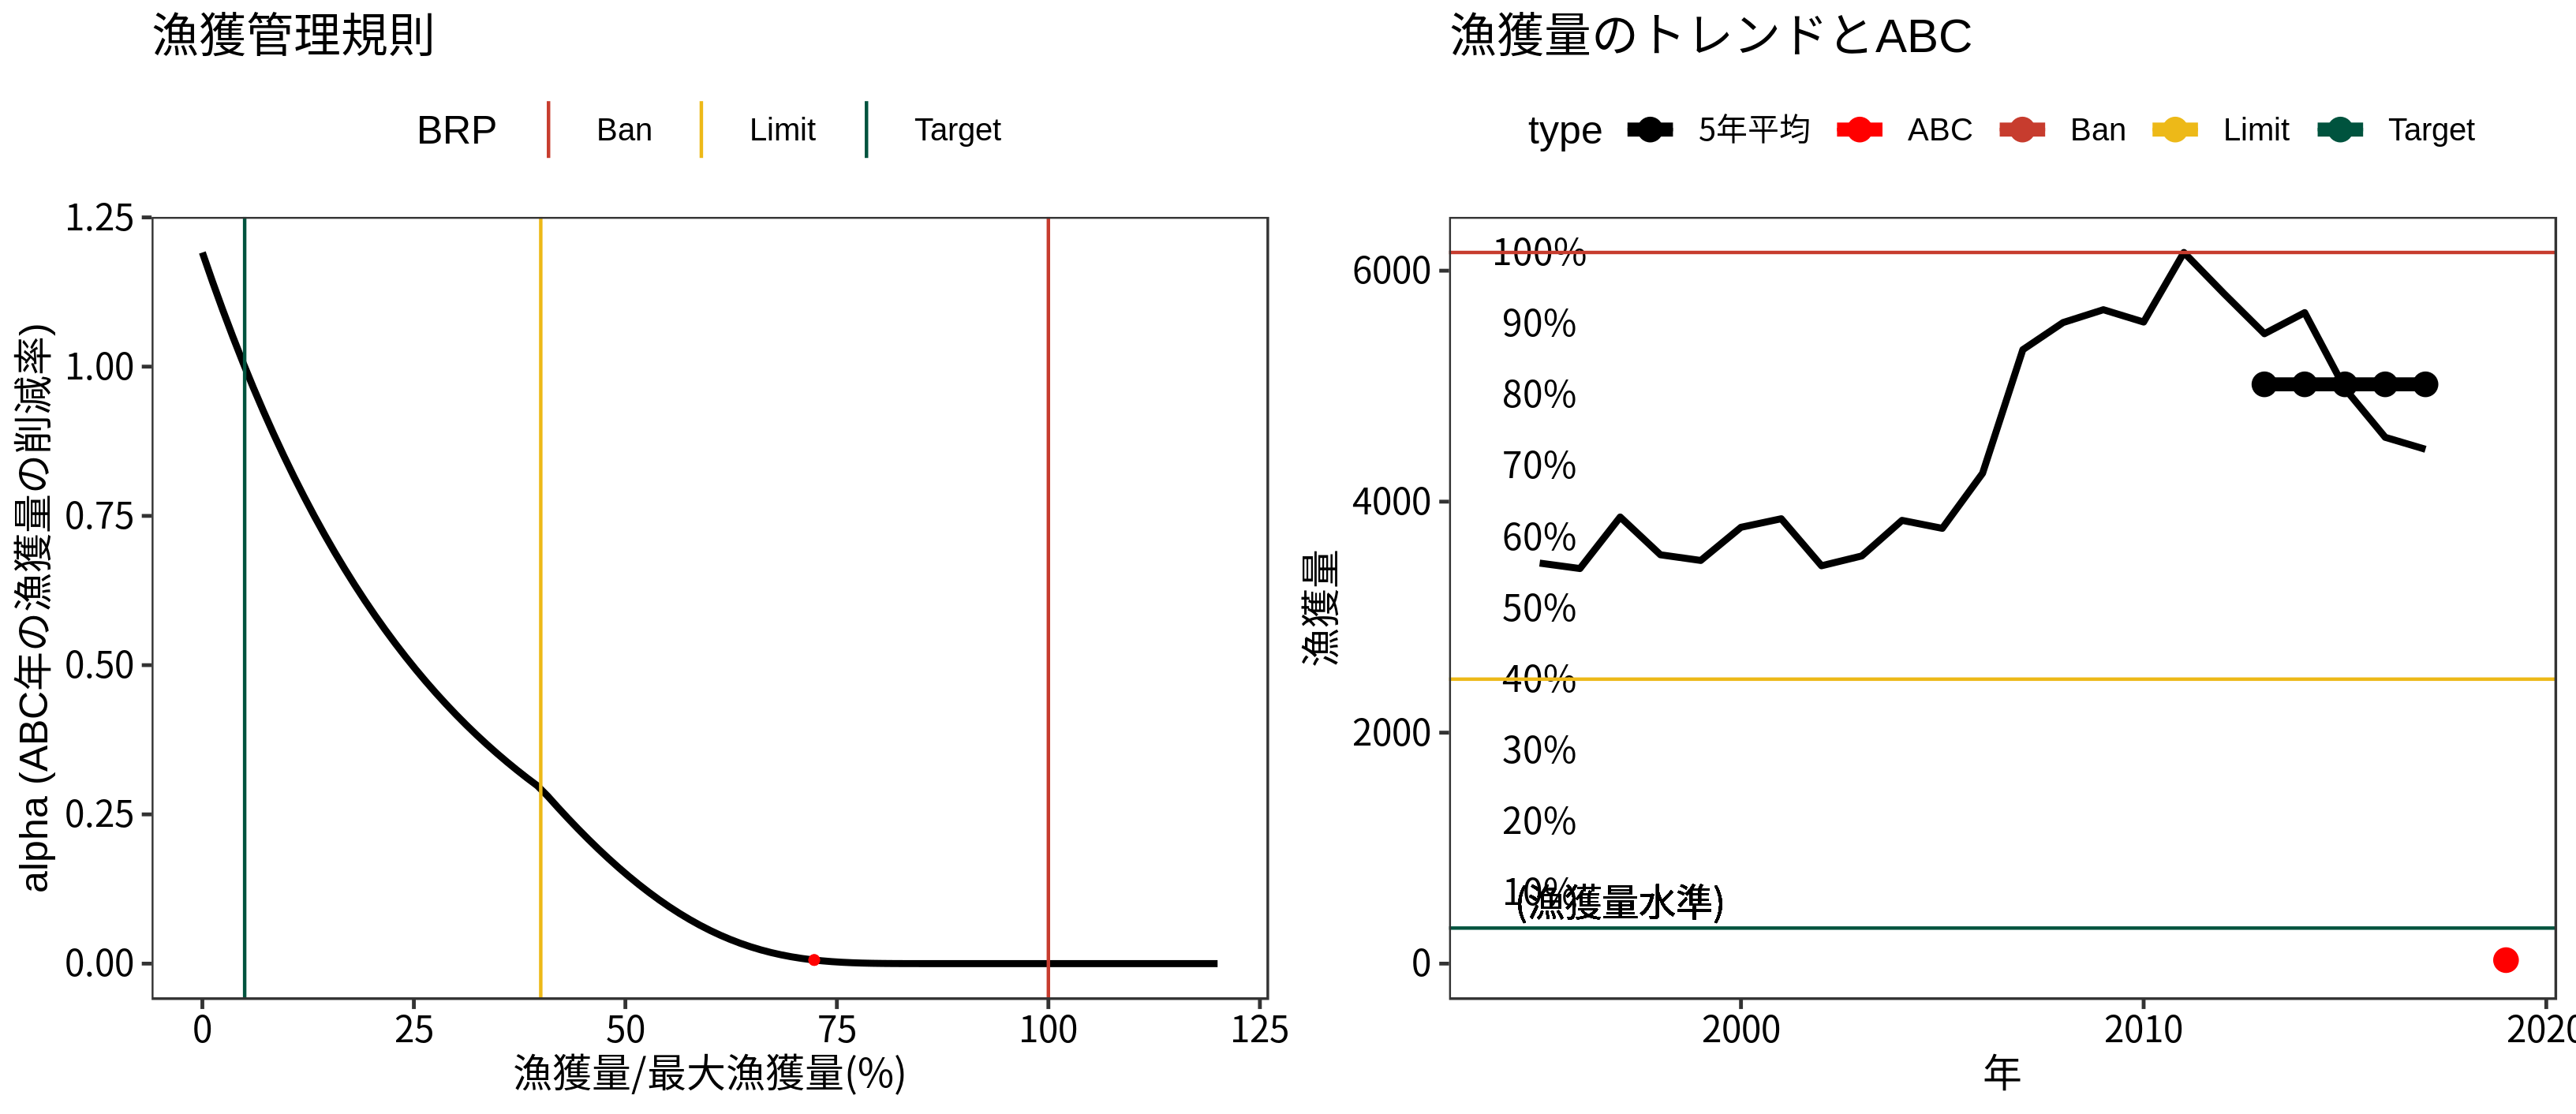 漁獲管理規則
BRP Ban Limit Target
1.25
1.00
0.75
0.50
0.25
0.00
alpha (ABC年の漁獲量の削減率)
0 25 50 75 100 125
漁獲量/最大漁獲量(%)
漁獲量のトレンドとABC
type 5年平均 ABC Ban Limit Target
6000
4000
2000
0
漁獲量
100%
90%
80%
70%
60%
50%
40%
30%
20%
10%
(漁獲量水準)
2000 2010 2020
年